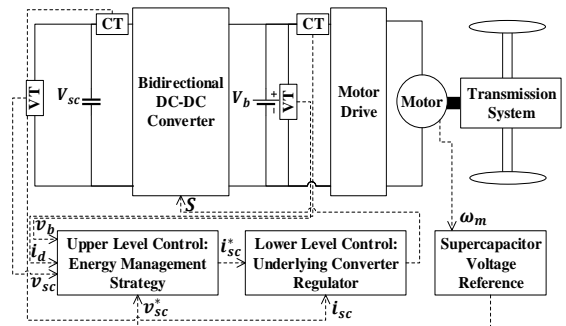 CT
CT
VT
V_sc
Bidirectional
DC-DC
Converter
V_b
+
-
VT
Motor
Drive
Motor
Transmission
System
S
v_b
i_d
v_sc
Upper Level Control:
Energy Management
Strategy
i*_sc
Lower Level Control:
Underlying Converter
Regulator
ω_m
Supercapacitor
Voltage
Reference
v*_sc
i_sc